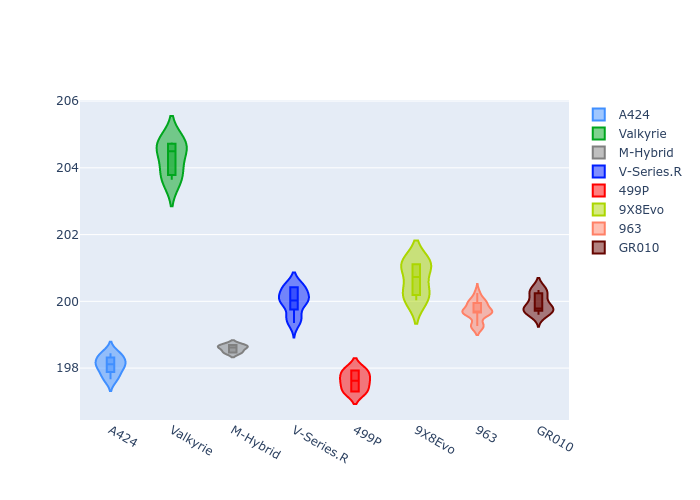 206
204
202
200
198
A424
Valkyrie
M-Hybrid
V-Series.R
499P
9X8Evo
963
GR010
A424
Valkyrie
M-Hybrid
V-Series.R
499P
9X8Evo
963
GR010